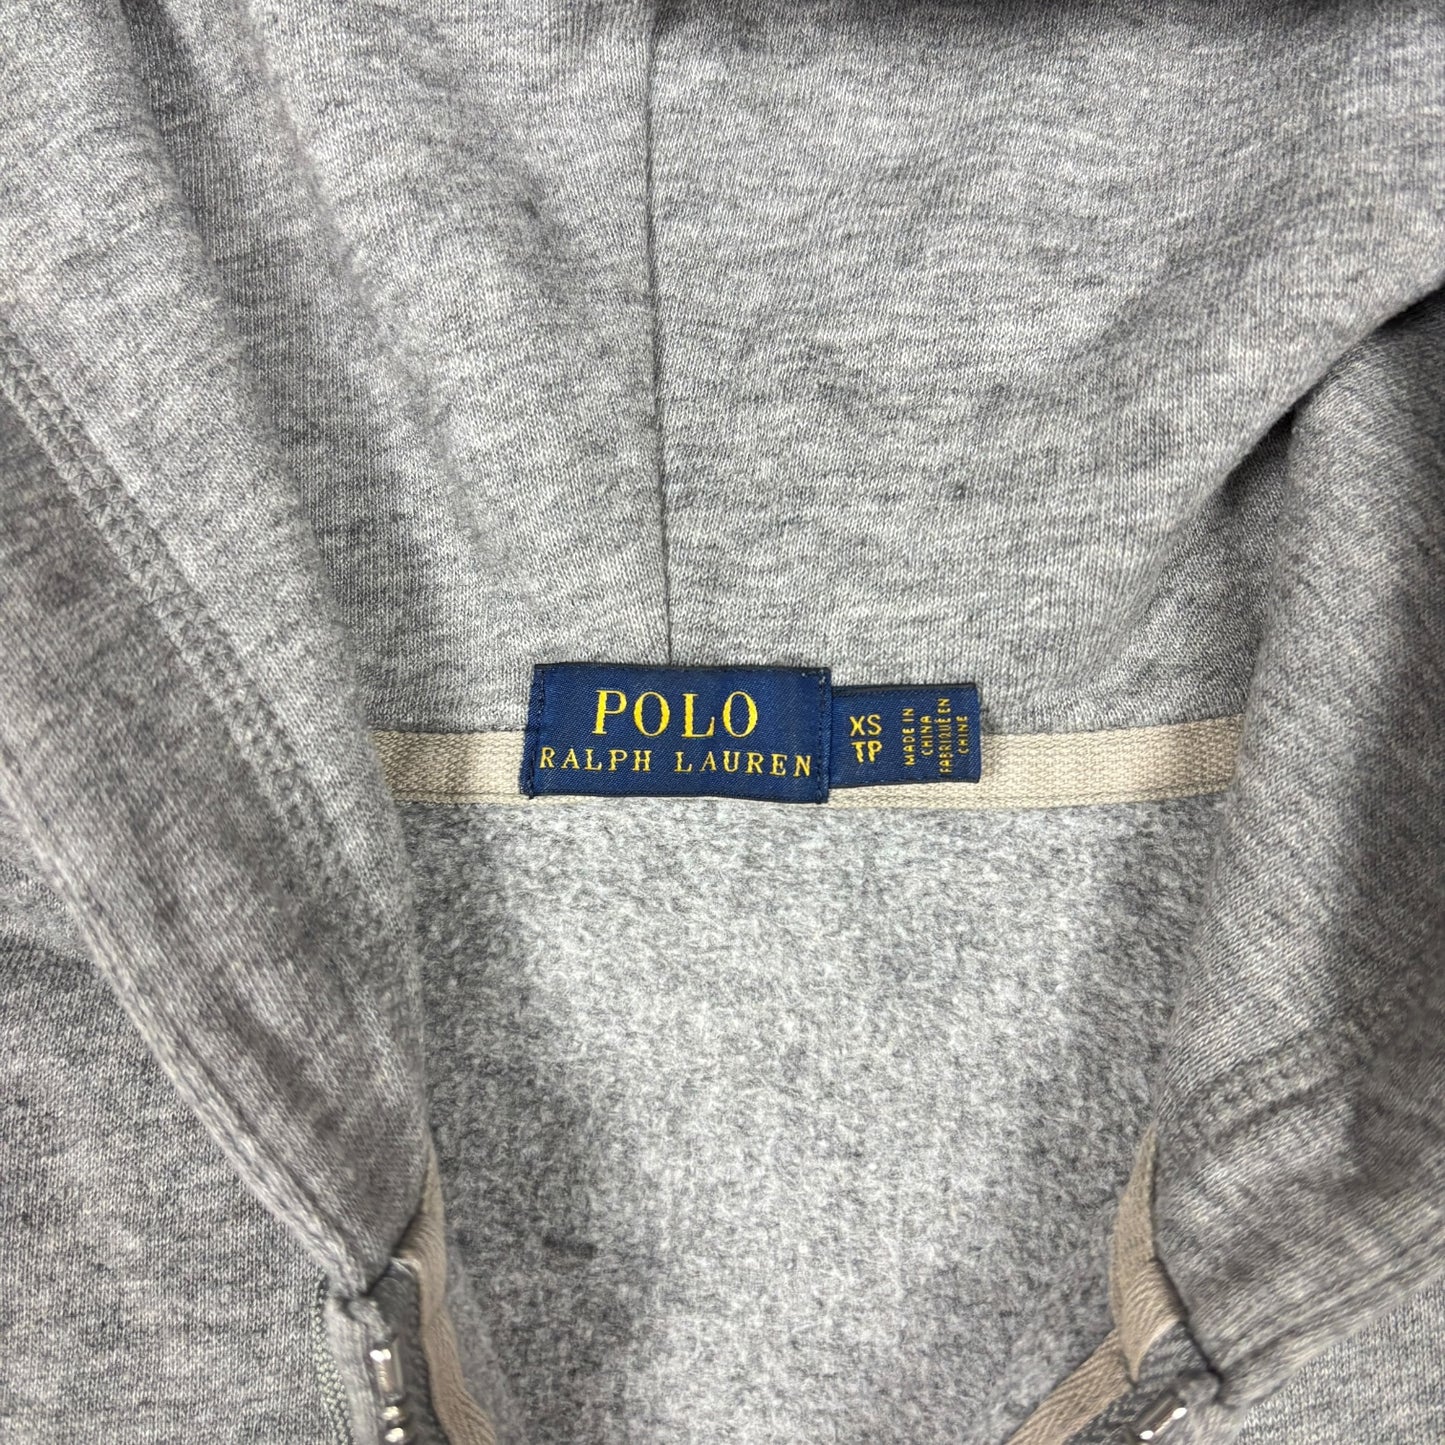 POLO
RALPH LAUREN
XS
TP
MADE IN
CHINA
FABRIQUÉ EN
CHINE